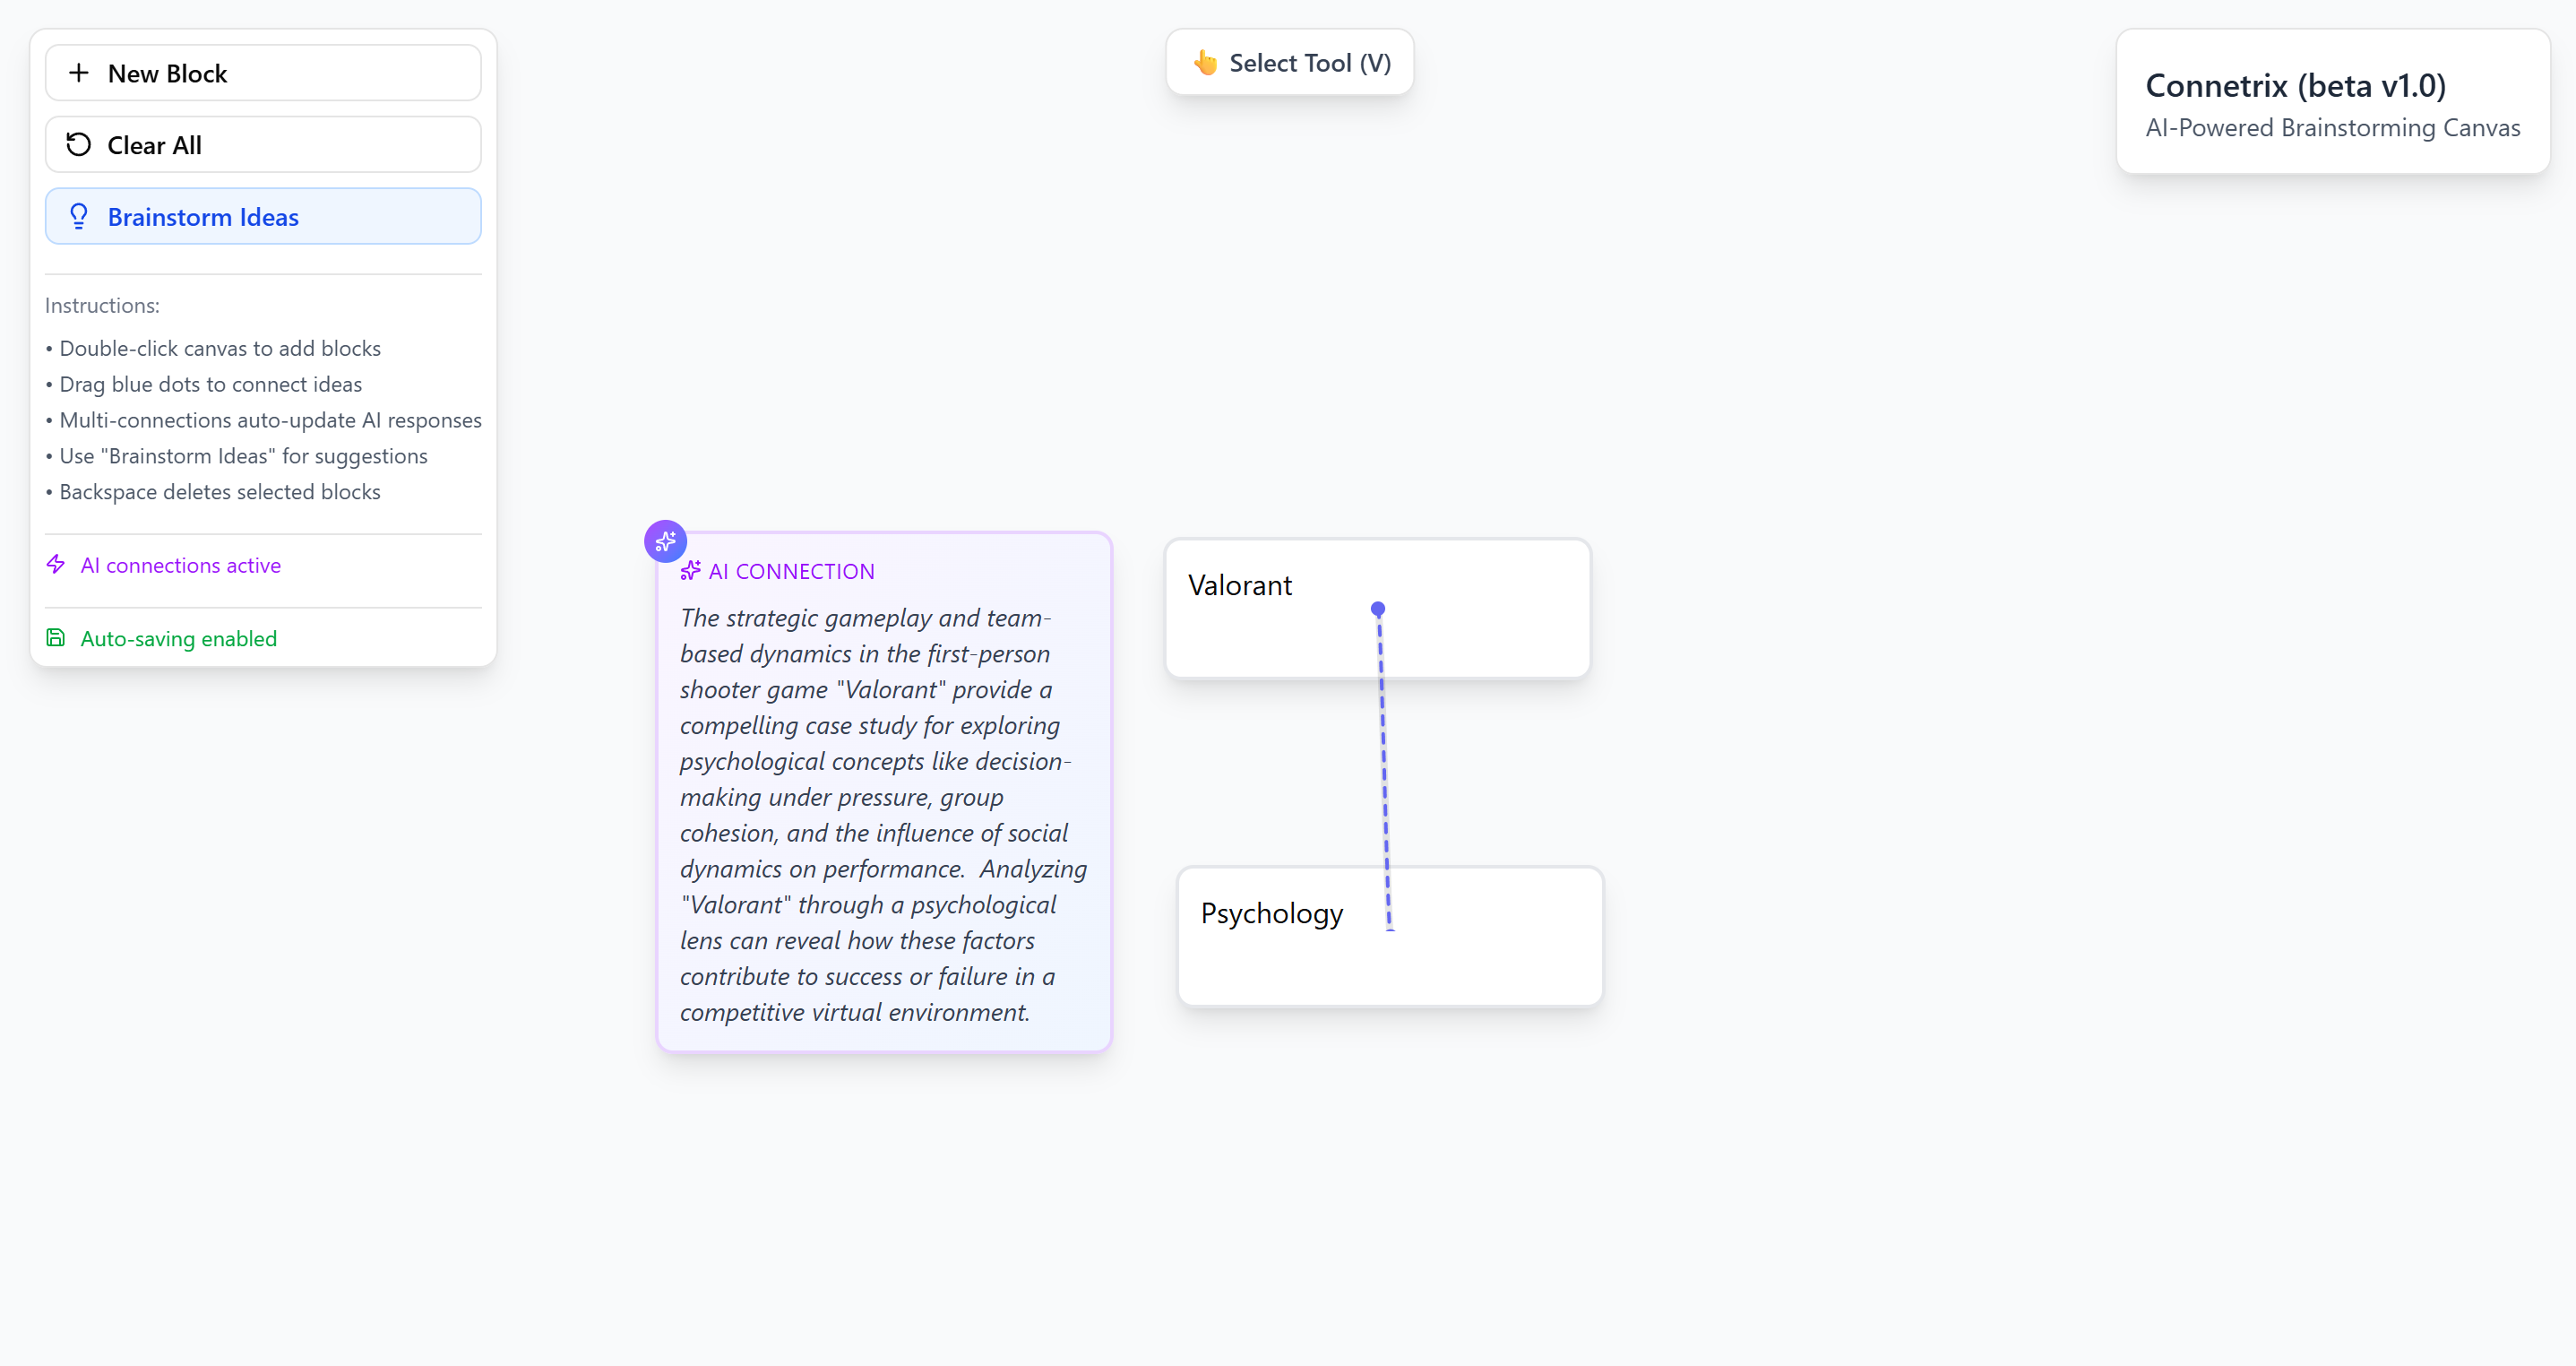 New Block
Clear All
Brainstorm Ideas
Instructions:
• Double-click canvas to add blocks
• Drag blue dots to connect ideas
• Multi-connections auto-update AI responses
• Use "Brainstorm Ideas" for suggestions
• Backspace deletes selected blocks
AI connections active
Auto-saving enabled
Select Tool (V)
Connetrix (beta v1.0)
AI-Powered Brainstorming Canvas
AI CONNECTION
The strategic gameplay and team-
based dynamics in the first-person
shooter game "Valorant" provide a
compelling case study for exploring
psychological concepts like decision-
making under pressure, group
cohesion, and the influence of social
dynamics on performance.  Analyzing
"Valorant" through a psychological
lens can reveal how these factors
contribute to success or failure in a
competitive virtual environment.
Valorant
Psychology